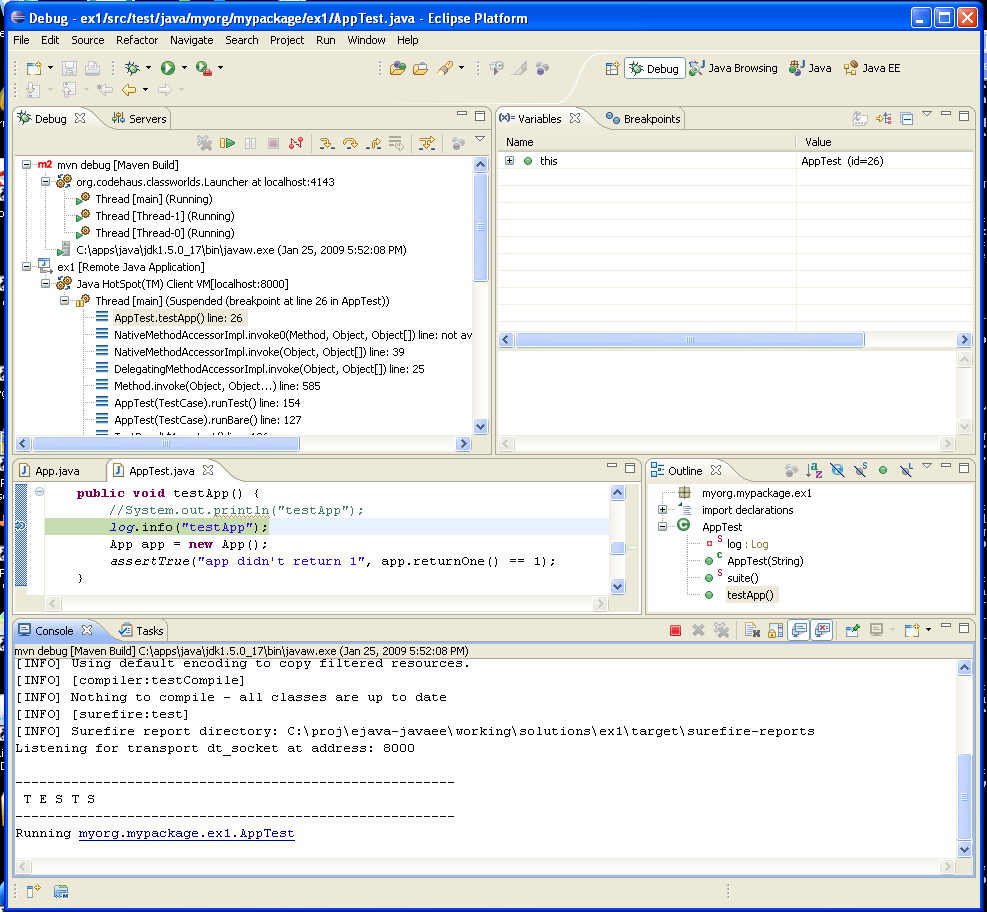 Debug - ex1/src/test/java/myorg/mypackage/ex1/AppTest.java - Eclipse Platform
File Edit Source Refactor Navigate Search Project Run Window Help
Debug Java Browsing Java Java EE
Debug Servers
mvn debug [Maven Build]
org.codehaus.classworlds.Launcher at localhost:4143
Thread [main] (Running)
Thread [Thread-1] (Running)
Thread [Thread-0] (Running)
C:\apps\java\jdk1.5.0_17\bin\javaw.exe (Jan 25, 2009 5:52:08 PM)
ex1 [Remote Java Application]
Java HotSpot(TM) Client VM[localhost:8000]
Thread [main] (Suspended (breakpoint at line 26 in AppTest))
AppTest.testApp() line: 26
NativeMethodAccessorImpl.invoke0(Method, Object, Object[]) line: not av
NativeMethodAccessorImpl.invoke(Object, Object[]) line: 39
DelegatingMethodAccessorImpl.invoke(Object, Object[]) line: 25
Method.invoke(Object, Object...) line: 585
AppTest(TestCase).runTest() line: 154
AppTest(TestCase).runBare() line: 127
(x)= Variables Breakpoints
Name Value
this AppTest (id=26)
App.java AppTest.java
public void testApp() {
//System.out.println("testApp");
log.info("testApp");
App app = new App();
assertTrue("app didn't return 1", app.returnOne() == 1);
}
Outline
myorg.mypackage.ex1
import declarations
AppTest
log : Log
AppTest(String)
suite()
testApp()
Console Tasks
mvn debug [Maven Build] C:\apps\java\jdk1.5.0_17\bin\javaw.exe (Jan 25, 2009 5:52:08 PM)
[INFO] Using default encoding to copy filtered resources.
[INFO] [compiler:testCompile]
[INFO] Nothing to compile - all classes are up to date
[INFO] [surefire:test]
[INFO] Surefire report directory: C:\proj\ejava-javaee\working\solutions\ex1\target\surefire-reports
Listening for transport dt_socket at address: 8000
-------------------------------------------------------
T E S T S
-------------------------------------------------------
Running myorg.mypackage.ex1.AppTest